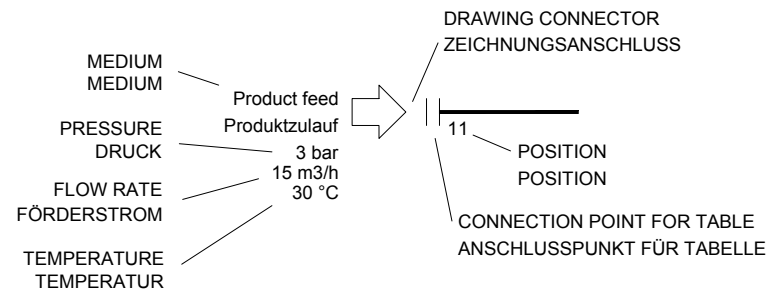 DRAWING CONNECTOR
ZEICHNUNGSANSCHLUSS
MEDIUM
MEDIUM
Product feed
Produktzulauf
3 bar
15 m3/h
30 °C
PRESSURE
DRUCK
FLOW RATE
FÖRDERSTROM
TEMPERATURE
TEMPERATUR
11
POSITION
POSITION
CONNECTION POINT FOR TABLE
ANSCHLUSSPUNKT FÜR TABELLE